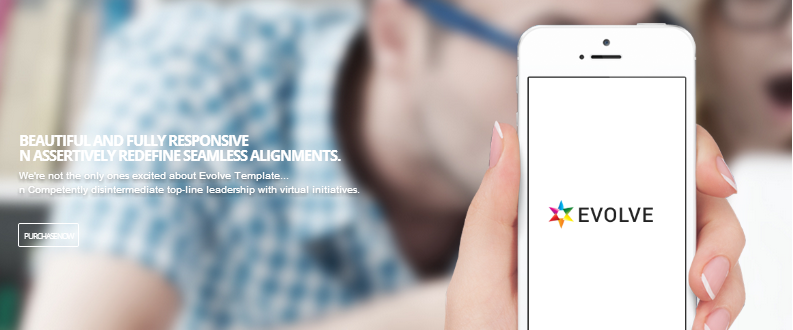 BEAUTIFUL AND FULLY RESPONSIVE
N ASSERTIVELY REDEFINE SEAMLESS ALIGNMENTS.
We're not the only ones excited about Evolve Template...
n Competently disintermediate top-line leadership with virtual initiatives.
PURCHASE NOW
EVOLVE